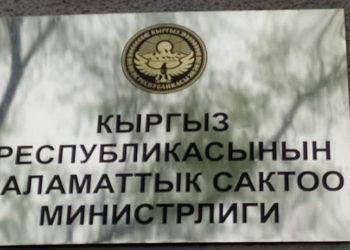 КЫРГЫЗ
РЕСПУБЛИКАСЫНЫН
АЛАМАТТЫК САКТОО
МИНИСТРЛИГИ